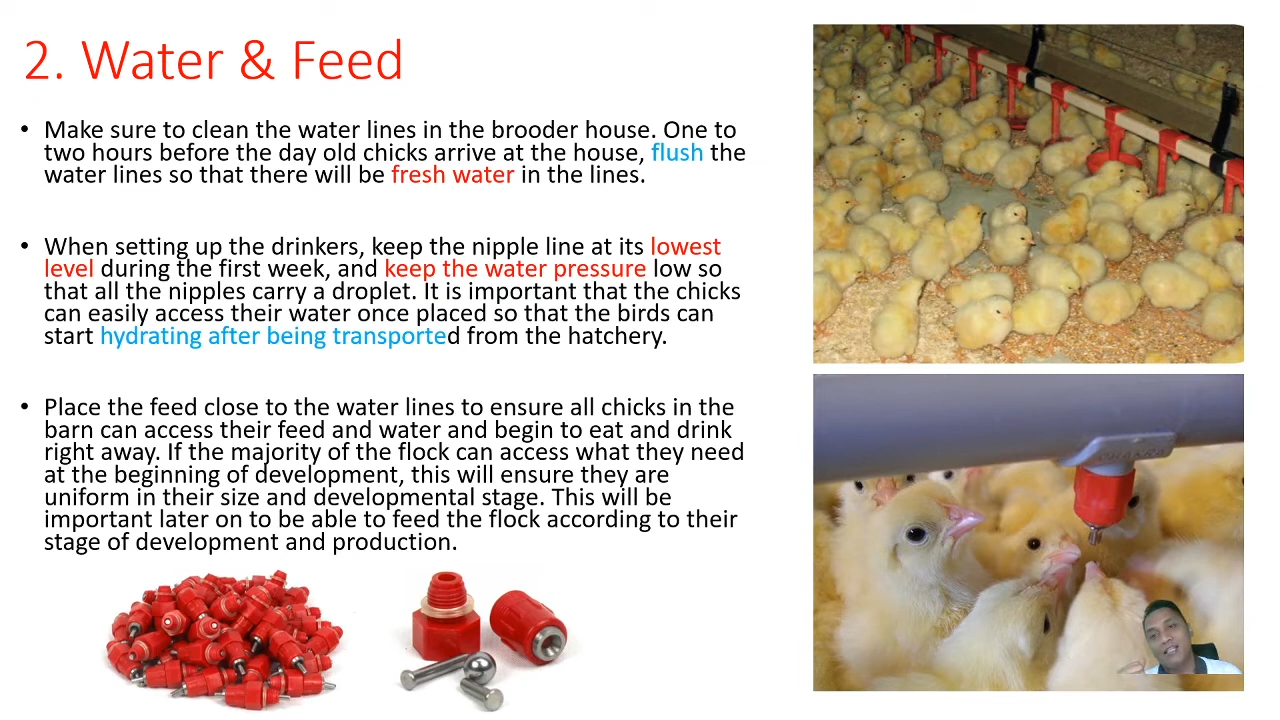 2. Water & Feed
• Make sure to clean the water lines in the brooder house. One to
two hours before the day old chicks arrive at the house, flush the
water lines so that there will be fresh water in the lines.
• When setting up the drinkers, keep the nipple line at its lowest
level during the first week, and keep the water pressure low so
that all the nipples carry a droplet. It is important that the chicks
can easily access their water once placed so that the birds can
start hydrating after being transported from the hatchery.
• Place the feed close to the water lines to ensure all chicks in the
barn can access their feed and water and begin to eat and drink
right away. If the majority of the flock can access what they need
at the beginning of development, this will ensure they are
uniform in their size and developmental stage. This will be
important later on to be able to feed the flock according to their
stage of development and production.